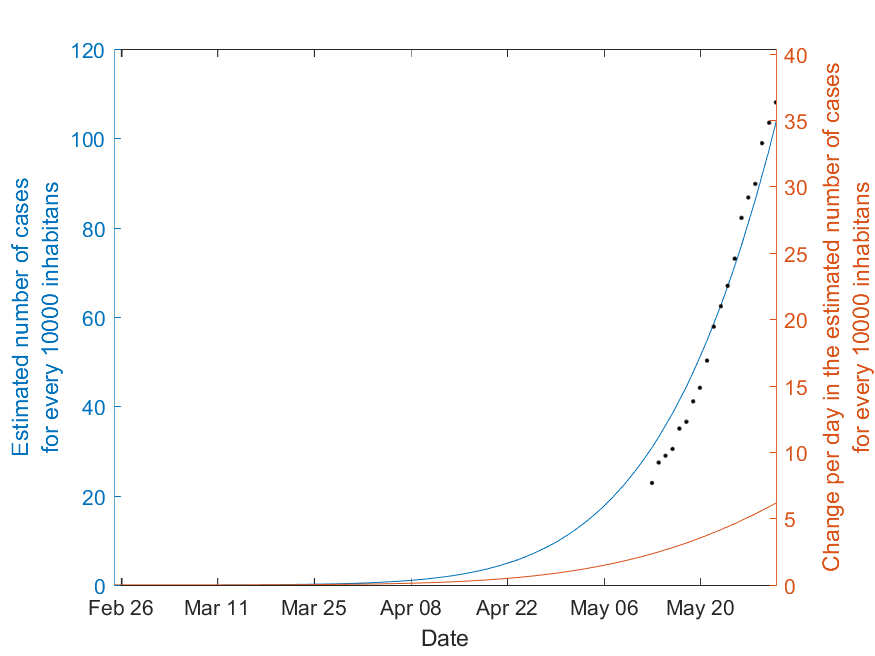 120
100
80
60
40
20
0
Estimated number of cases
for every 10000 inhabitans
40
35
30
25
20
15
10
5
0
Change per day in the estimated number of cases
for every 10000 inhabitans
Feb 26 Mar 11 Mar 25 Apr 08 Apr 22 May 06 May 20
Date